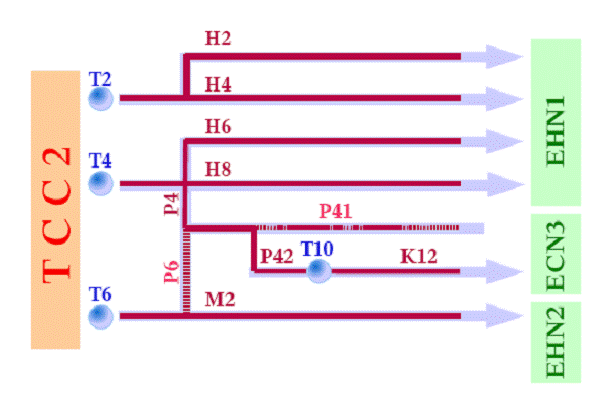 H2
T2
H4
TCC2
H6
T4
H8
P4
P41
P42
T10
K12
P6
T6
M2
EHN1
ECN3
EHN2